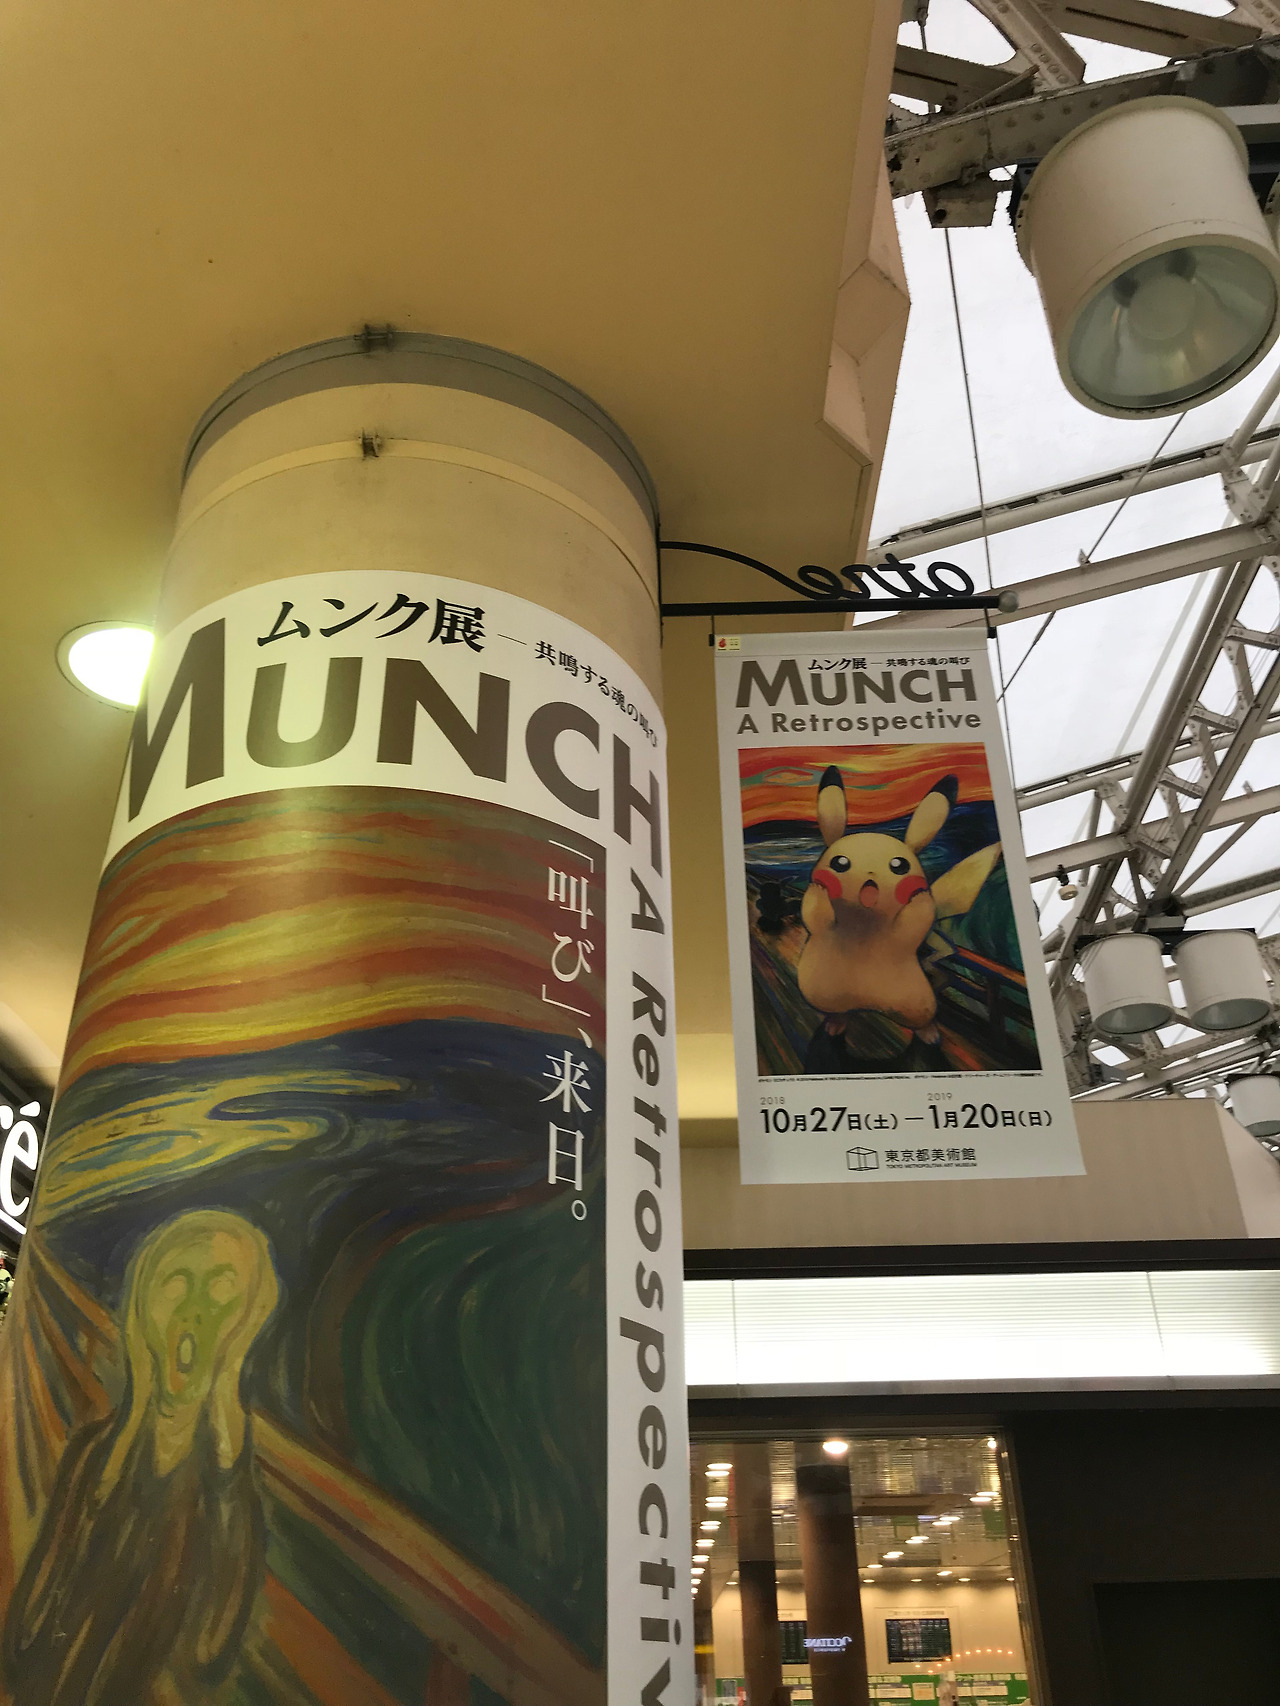 ムンク展 ― 共鳴する魂の叫び
MUNCH
A Retrospectiv
「叫び」、来日。
atre
ムンク展 ― 共鳴する魂の叫び
MUNCH
A Retrospective
2018 2019
10月27日(土)―1月20日(日)
東京都美術館
TOKYO METROPOLITAN ART MUSEUM
L'OCCITANE